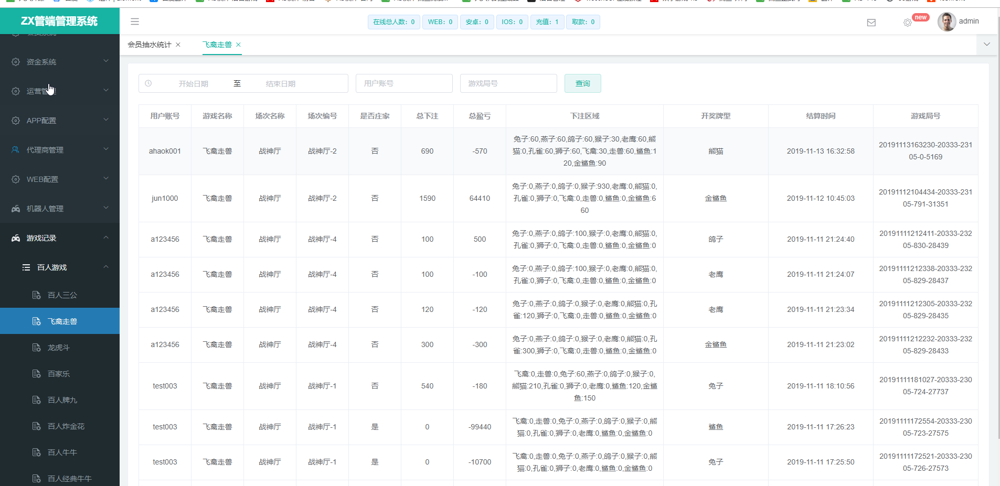 ZX管端管理系统
在线总人数：0
WEB：0
安卓：0
IOS：0
充值：1
取款：0
new
admin
会员抽水统计
飞禽走兽
资金系统
运营管理
APP配置
代理商管理
WEB配置
机器人管理
游戏记录
百人游戏
百人三公
飞禽走兽
龙虎斗
百家乐
百人牌九
百人炸金花
百人牛牛
百人经典牛牛
开始日期 至 结束日期 用户账号 游戏局号 查询
用户账号 游戏名称 场次名称 场次编号 是否庄家 总下注 总盈亏 下注区域 开奖牌型 结算时间 游戏局号
兔子:60,燕子:60,鸽子:60,猴子:30,老鹰:60,熊
ahaok001 飞禽走兽 战神厅 战神厅-2 否 690 -570 猫:0,孔雀:60,狮子:60,飞禽:30,走兽:60,鲨鱼:1 熊猫 2019-11-13 16:32:58 20191113163230-20333-231
20,金鲨鱼:90 05-0-5169
兔子:0,燕子:0,鸽子:0,猴子:930,老鹰:0,熊猫:0,
jun1000 飞禽走兽 战神厅 战神厅-2 否 1590 64410 孔雀:0,狮子:0,飞禽:0,走兽:0,鲨鱼:0,金鲨鱼:6 金鲨鱼 2019-11-12 10:45:03 20191112104434-20333-231
60 05-791-31351
a123456 飞禽走兽 战神厅 战神厅-4 否 100 500 兔子:0,燕子:0,鸽子:100,猴子:0,老鹰:0,熊猫:0, 鸽子 2019-11-11 21:24:40 20191111212411-20333-232
孔雀:0,狮子:0,飞禽:0,走兽:0,鲨鱼:0,金鲨鱼:0 05-830-28439
a123456 飞禽走兽 战神厅 战神厅-4 否 100 -100 兔子:0,燕子:0,鸽子:100,猴子:0,老鹰:0,熊猫:0, 老鹰 2019-11-11 21:24:07 20191111212338-20333-232
孔雀:0,狮子:0,飞禽:0,走兽:0,鲨鱼:0,金鲨鱼:0 05-829-28437
a123456 飞禽走兽 战神厅 战神厅-4 否 120 -120 兔子:0,燕子:0,鸽子:0,猴子:0,老鹰:0,熊猫:0,孔 老鹰 2019-11-11 21:23:34 20191111212305-20333-232
雀:120,狮子:0,飞禽:0,走兽:0,鲨鱼:0,金鲨鱼:0 05-829-28435
a123456 飞禽走兽 战神厅 战神厅-4 否 300 -300 兔子:0,燕子:0,鸽子:0,猴子:0,老鹰:0,熊猫:0,孔 金鲨鱼 2019-11-11 21:23:02 20191111212232-20333-232
雀:300,狮子:0,飞禽:0,走兽:0,鲨鱼:0,金鲨鱼:0 05-829-28433
飞禽:0,走兽:0,兔子:60,燕子:0,鸽子:0,猴子:0,
test003 飞禽走兽 战神厅 战神厅-1 否 540 -180 熊猫:210,孔雀:0,狮子:0,老鹰:0,鲨鱼:120,金鲨 兔子 2019-11-11 18:10:56 20191111181027-20333-230
鱼:150 05-724-27737
test003 飞禽走兽 战神厅 战神厅-1 是 0 -99440 飞禽:0,走兽:0,兔子:0,燕子:0,鸽子:0,猴子:0,熊 鲨鱼 2019-11-11 17:26:23 20191111172554-20333-230
猫:0,孔雀:0,狮子:0,老鹰:0,鲨鱼:0,金鲨鱼:0 05-723-27575
test003 飞禽走兽 战神厅 战神厅-1 是 0 -10700 飞禽:0,走兽:0,兔子:0,燕子:0,鸽子:0,猴子:0,熊 兔子 2019-11-11 17:25:50 20191111172521-20333-230
猫:0,孔雀:0,狮子:0,老鹰:0,鲨鱼:0,金鲨鱼:0 05-726-27573